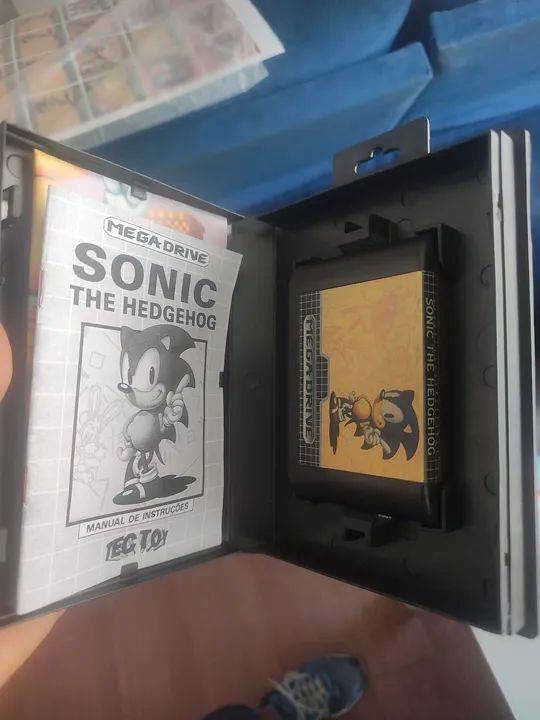 MEGA DRIVE
SONIC
THE HEDGEHOG
MANUAL DE INSTRUÇÕES
TEC TOY
MEGA DRIVE
SONIC THE HEDGEHOG